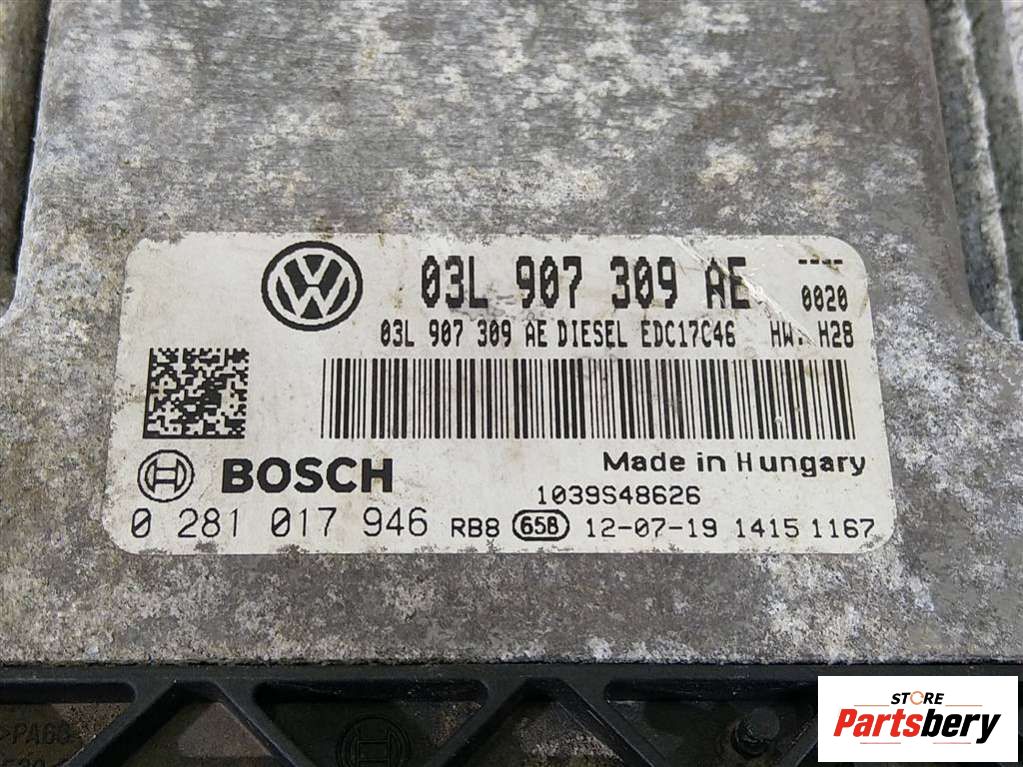 03L 907 309 AE ----
0020
03L 907 309 AE DIESEL EDC17C46 HW. H28
Made in Hungary
BOSCH
1039S48626
0 281 017 946 RB8 658 12-07-19 1415 1167
STORE
Partsbery